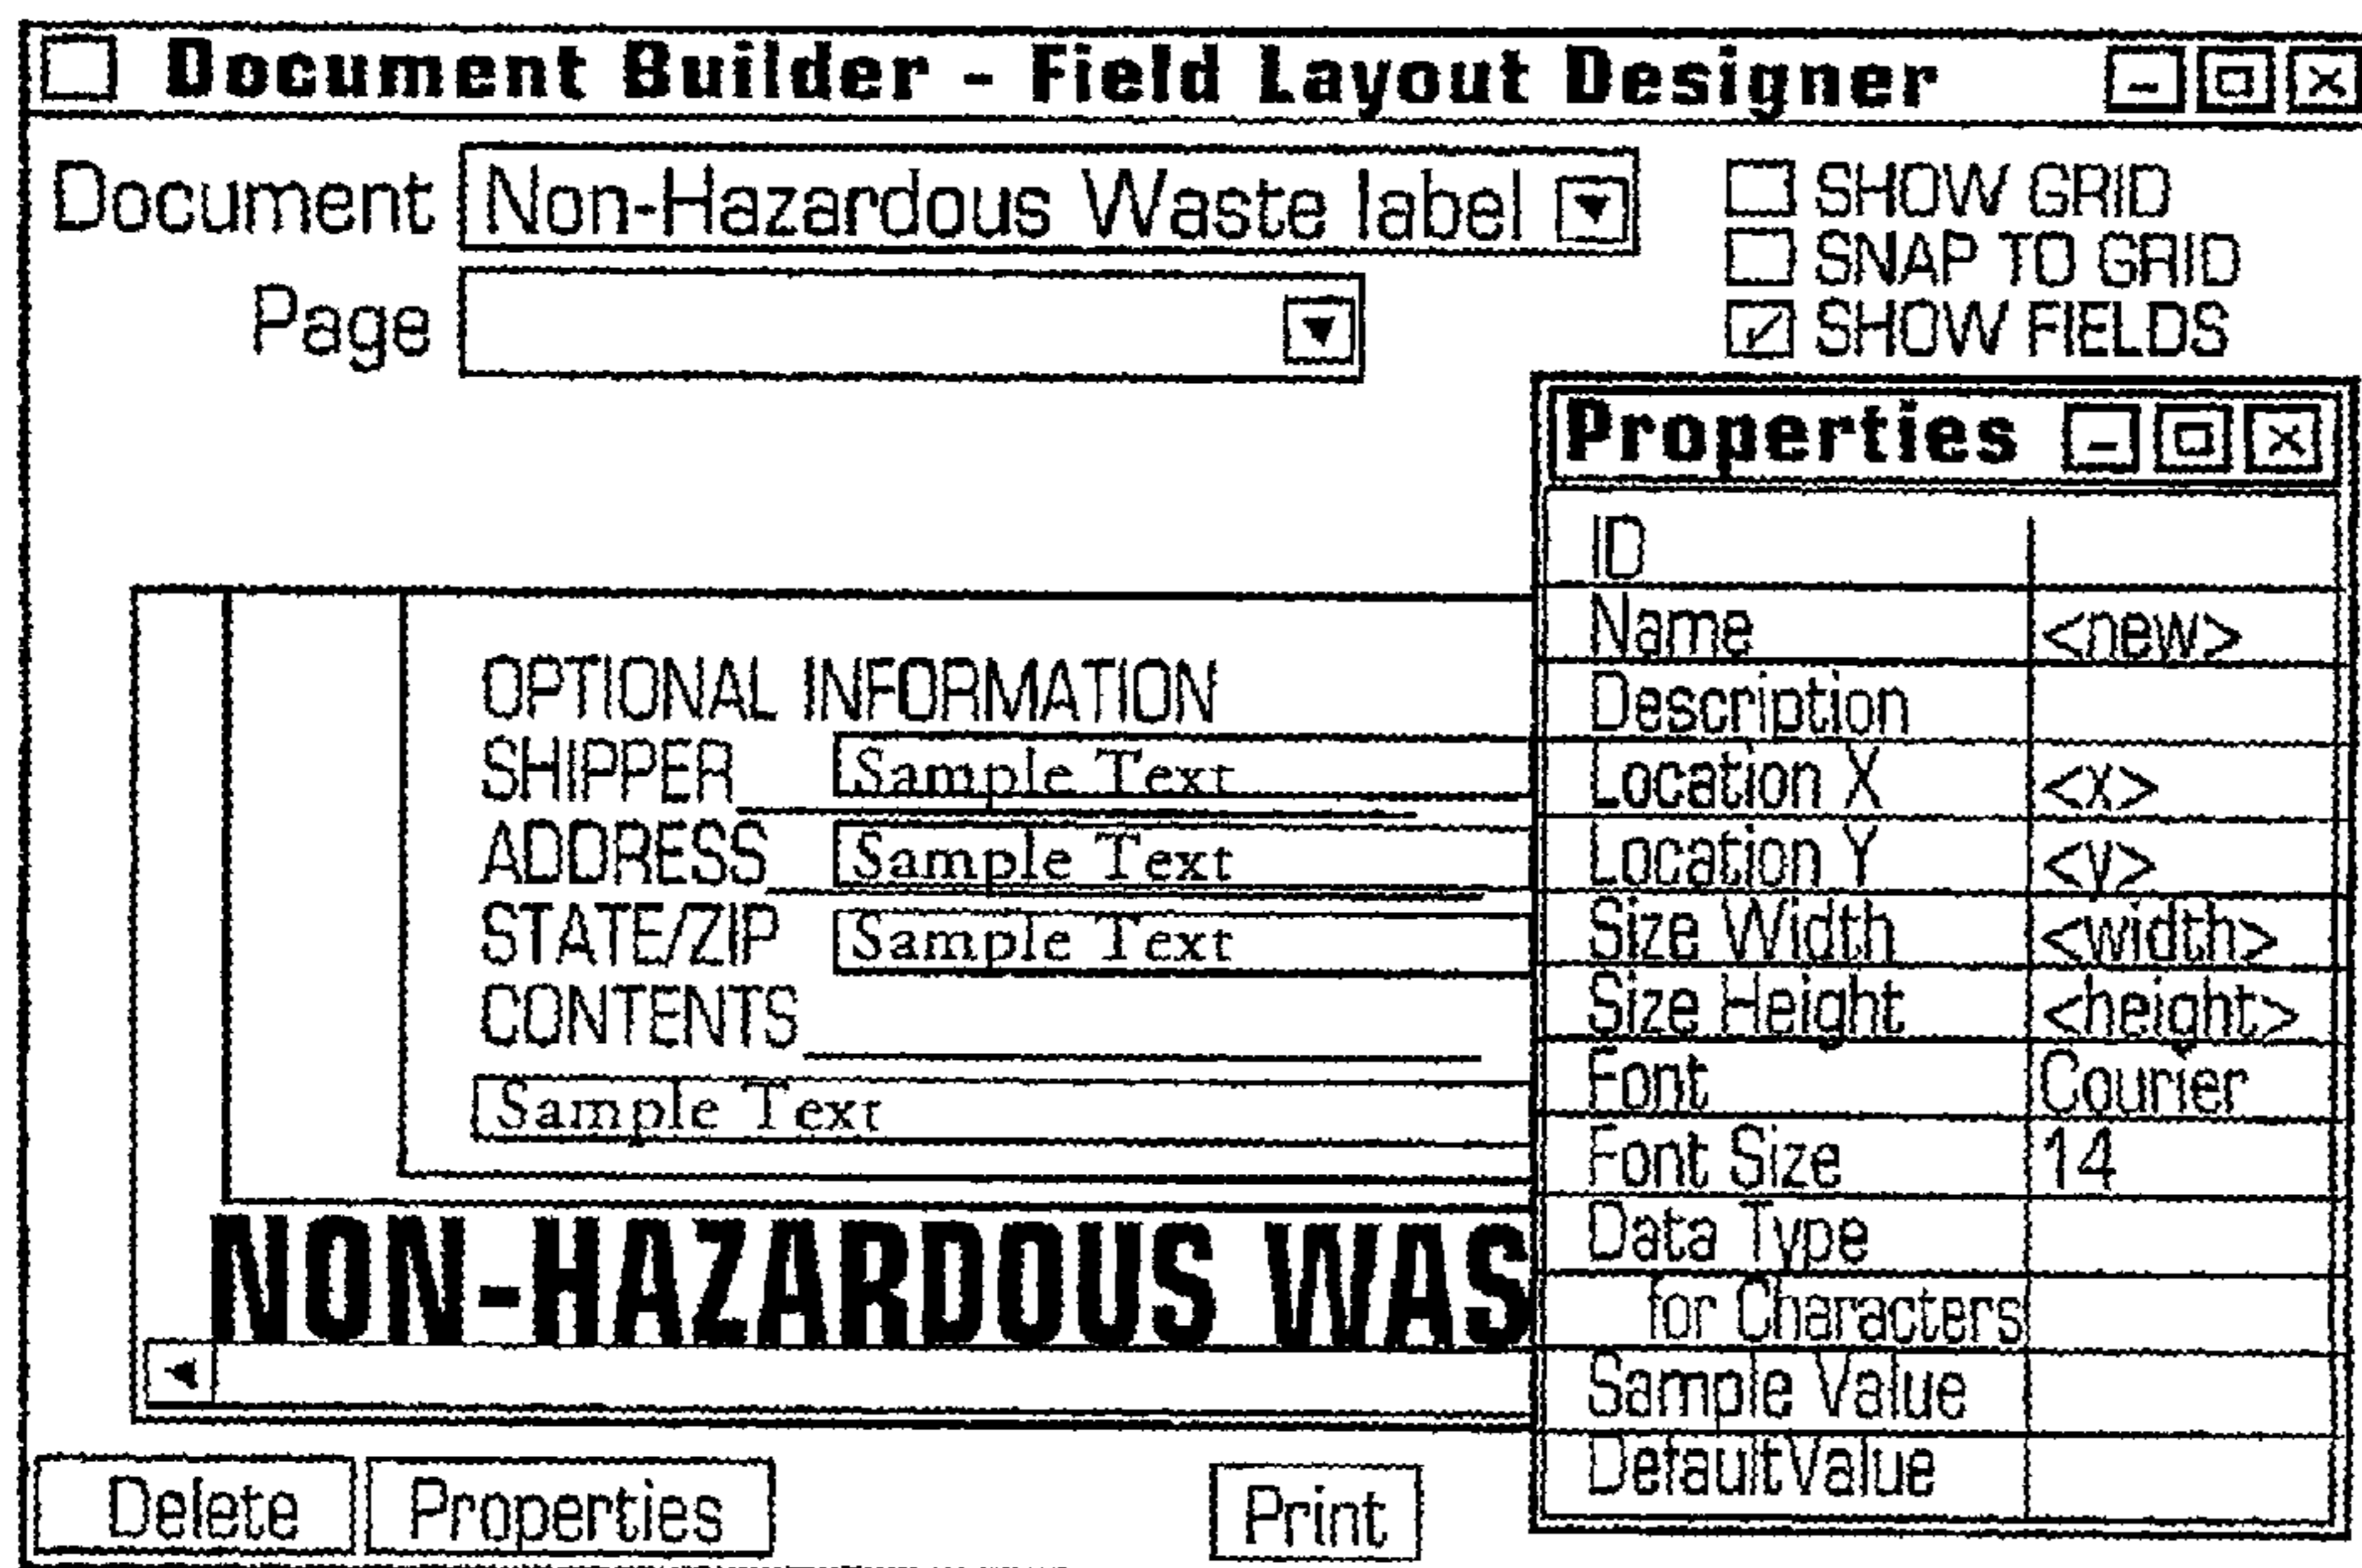 Document Builder - Field Layout Designer
Document Non-Hazardous Waste label
Page
SHOW GRID
SNAP TO GRID
SHOW FIELDS
OPTIONAL INFORMATION
SHIPPER Sample Text
ADDRESS Sample Text
STATE/ZIP Sample Text
CONTENTS
Sample Text
NON-HAZARDOUS WAS
Properties
ID
Name <new>
Description
Location X <x>
Location Y <y>
Size Width <width>
Size Height <height>
Font Courier
Font Size 14
Data Type
for Characters
Sample Value
DefaultValue
Delete Properties Print